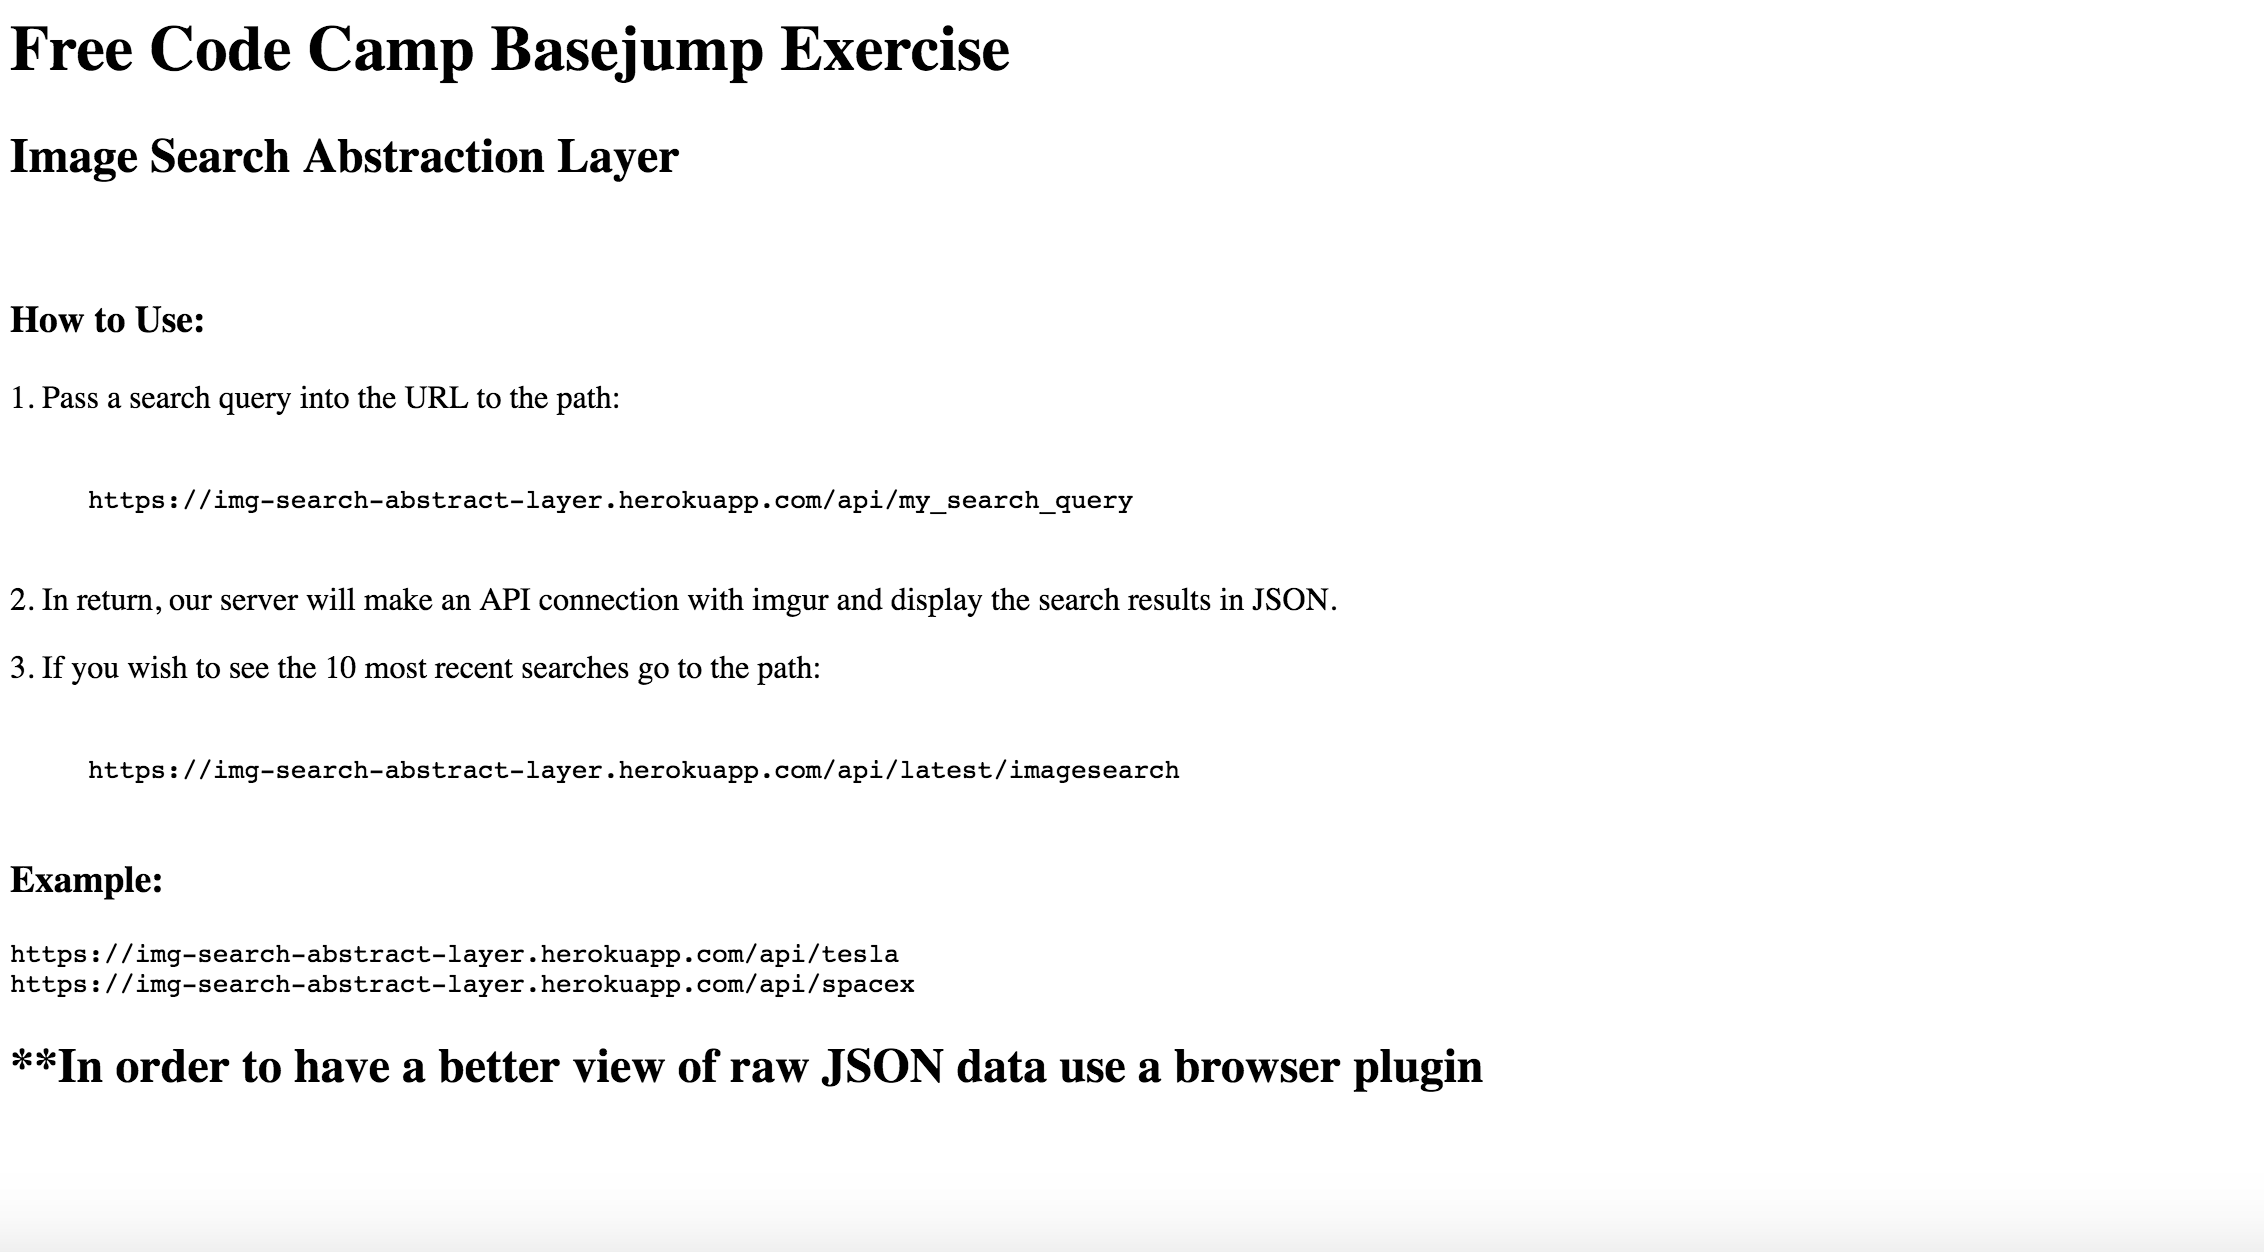 Free Code Camp Basejump Exercise
Image Search Abstraction Layer
How to Use:
1. Pass a search query into the URL to the path:
https://img-search-abstract-layer.herokuapp.com/api/my_search_query
2. In return, our server will make an API connection with imgur and display the search results in JSON.
3. If you wish to see the 10 most recent searches go to the path:
https://img-search-abstract-layer.herokuapp.com/api/latest/imagesearch
Example:
https://img-search-abstract-layer.herokuapp.com/api/tesla
https://img-search-abstract-layer.herokuapp.com/api/spacex
**In order to have a better view of raw JSON data use a browser plugin